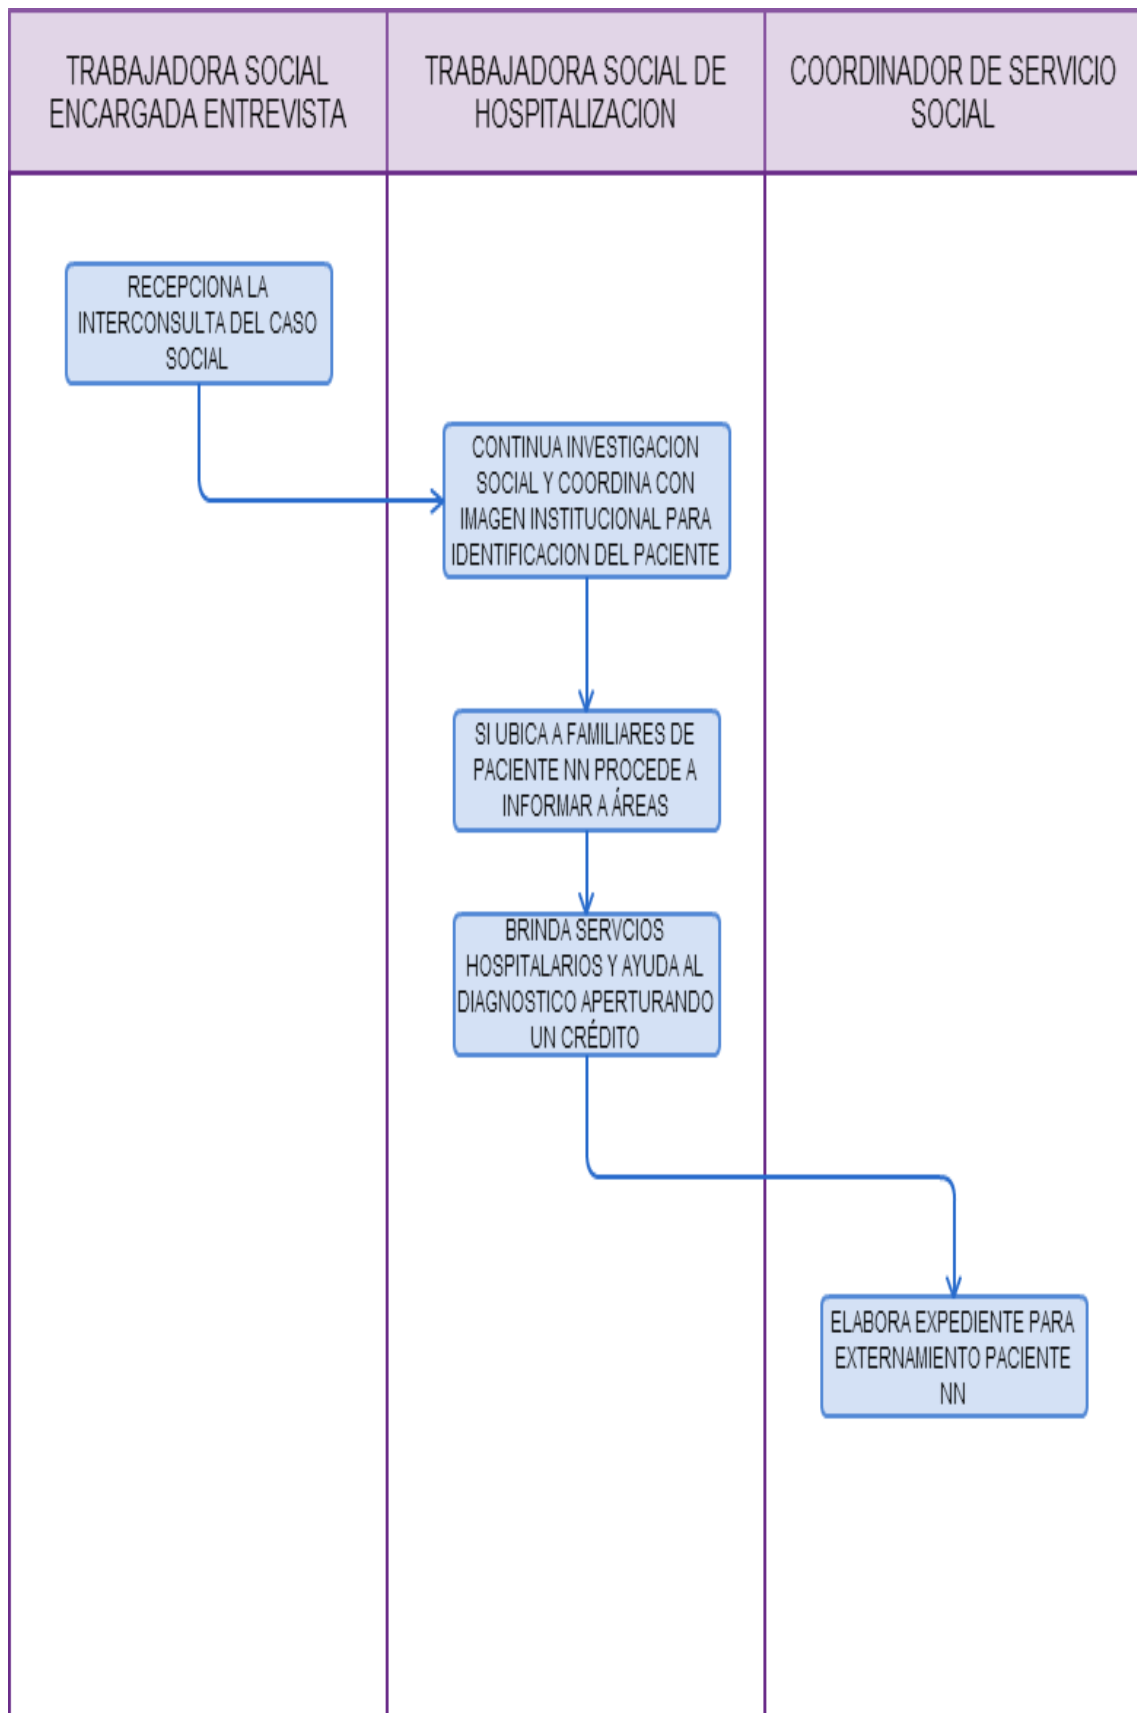 TRABAJADORA SOCIAL
ENCARGADA ENTREVISTA
TRABAJADORA SOCIAL DE
HOSPITALIZACION
COORDINADOR DE SERVICIO
SOCIAL
RECEPCIONA LA
INTERCONSULTA DEL CASO
SOCIAL
CONTINUA INVESTIGACION
SOCIAL Y COORDINA CON
IMAGEN INSTITUCIONAL PARA
IDENTIFICACION DEL PACIENTE
SI UBICA A FAMILIARES DE
PACIENTE NN PROCEDE A
INFORMAR A ÁREAS
BRINDA SERVCIOS
HOSPITALARIOS Y AYUDA AL
DIAGNOSTICO APERTURANDO
UN CRÉDITO
ELABORA EXPEDIENTE PARA
EXTERNAMIENTO PACIENTE
NN